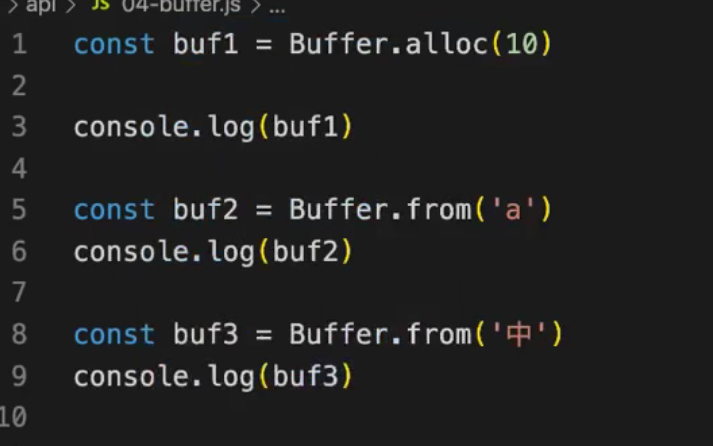 > api > JS 04-buffer.js > ...
1 const buf1 = Buffer.alloc(10)
2
3 console.log(buf1)
4
5 const buf2 = Buffer.from('a')
6 console.log(buf2)
7
8 const buf3 = Buffer.from('中')
9 console.log(buf3)
10